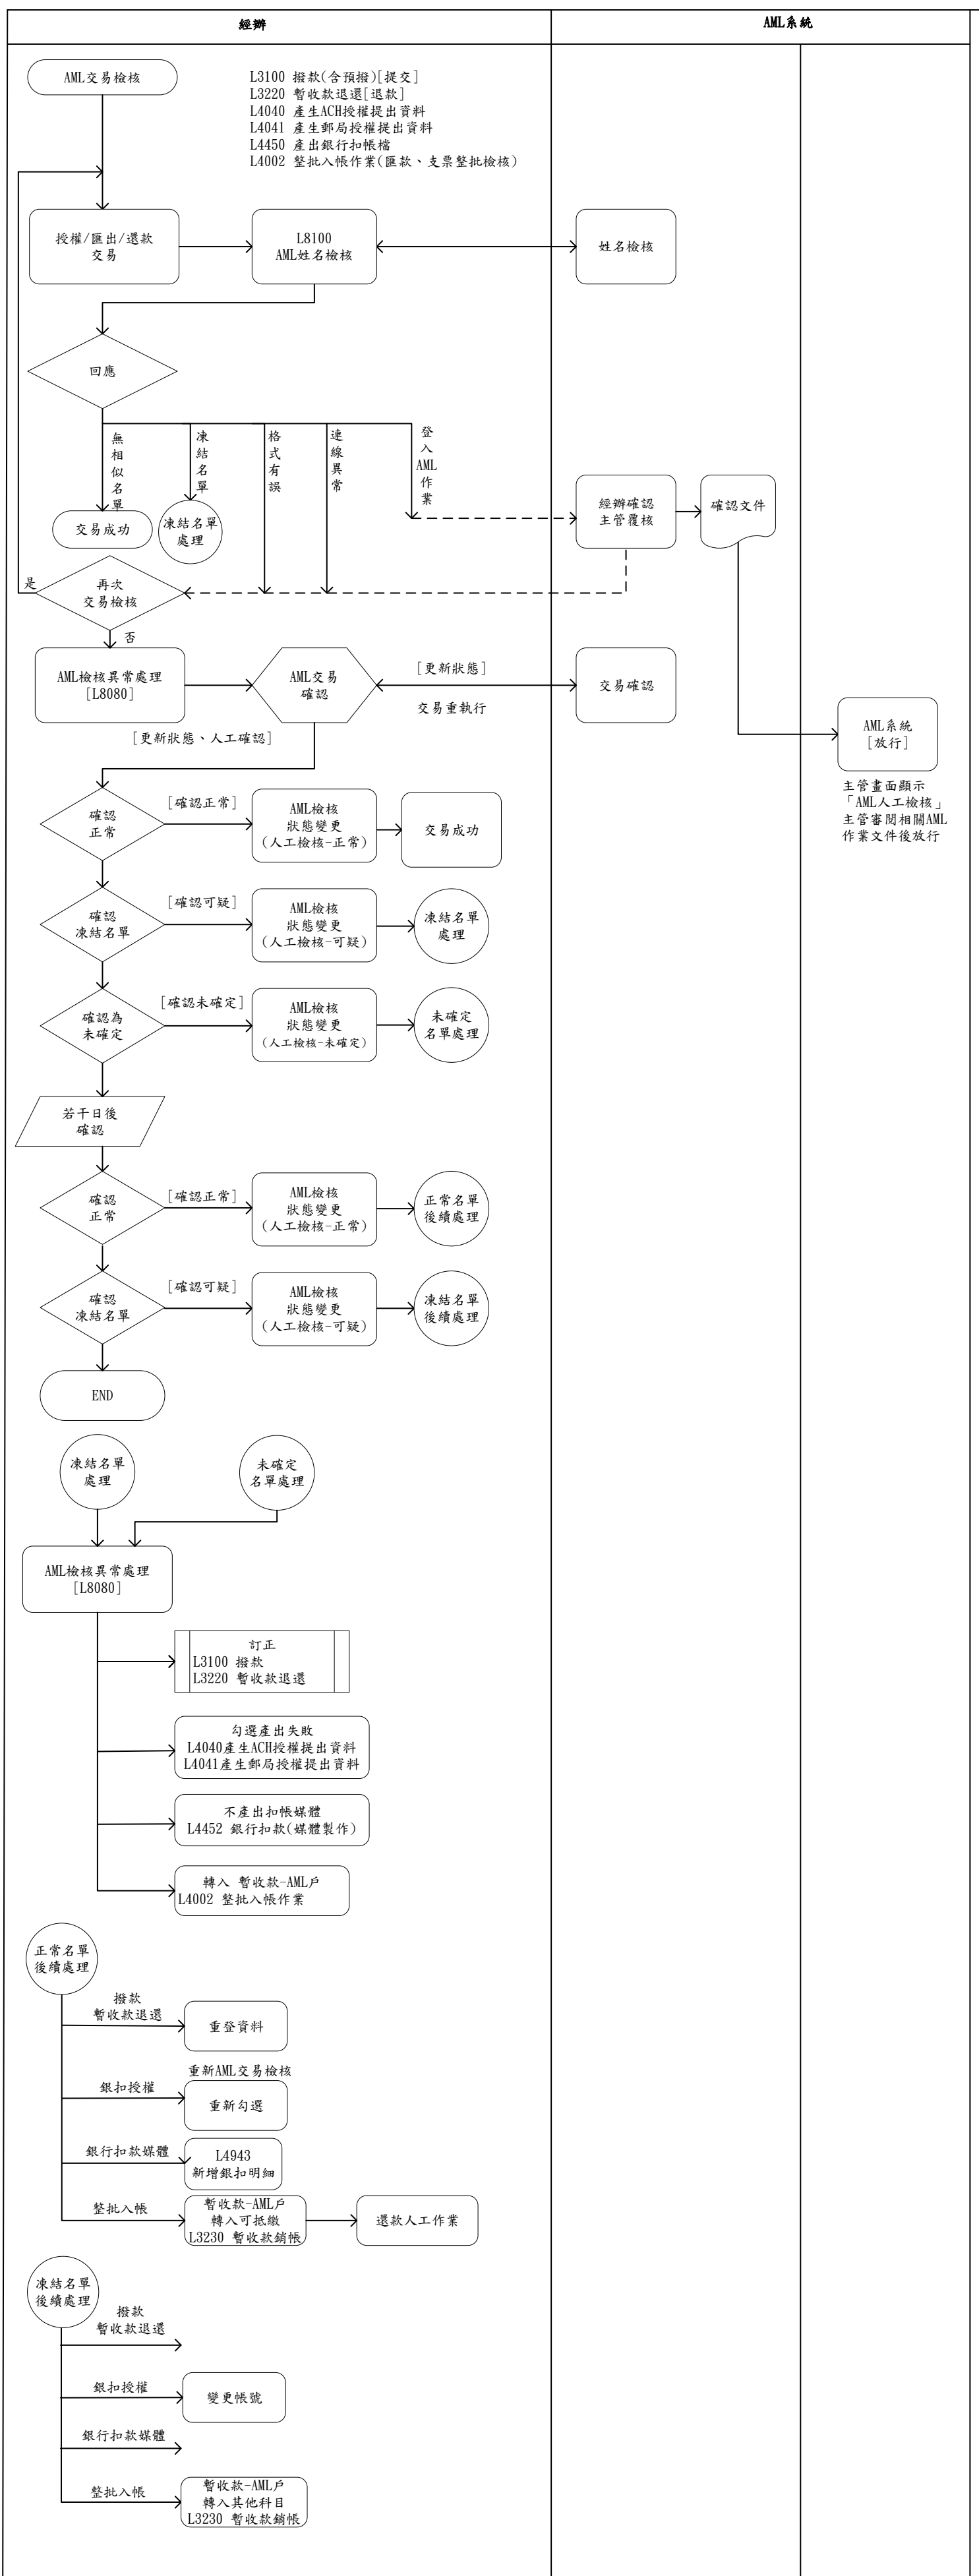 經辦
AML系統
AML交易檢核
L3100 撥款(含預撥)[提交]
L3220 暫收款退還[退款]
L4040 產生ACH授權提出資料
L4041 產生郵局授權提出資料
L4450 產出銀行扣帳檔
L4002 整批入帳作業(匯款、支票整批檢核)
授權/匯出/還款
交易
L8100
AML姓名檢核
姓名檢核
回應
無相似名單
凍結名單
格式有誤
連線異常
登入AML作業
交易成功
凍結名單
處理
經辦確認
主管覆核
確認文件
是
再次
交易檢核
否
AML檢核異常處理
[L8080]
AML交易
確認
[更新狀態]
交易重執行
交易確認
AML系統
[放行]
主管畫面顯示
「AML人工檢核」
主管審閱相關AML
作業文件後放行
[更新狀態、人工確認]
確認
正常
[確認正常]
AML檢核
狀態變更
(人工檢核-正常)
交易成功
確認
凍結名單
[確認可疑]
AML檢核
狀態變更
(人工檢核-可疑)
凍結名單
處理
確認為
未確定
[確認未確定]
AML檢核
狀態變更
(人工檢核-未確定)
未確定
名單處理
若干日後
確認
確認
正常
[確認正常]
AML檢核
狀態變更
(人工檢核-正常)
正常名單
後續處理
確認
凍結名單
[確認可疑]
AML檢核
狀態變更
(人工檢核-可疑)
凍結名單
後續處理
END
凍結名單
處理
未確定
名單處理
AML檢核異常處理
[L8080]
訂正
L3100 撥款
L3220 暫收款退還
勾選產出失敗
L4040產生ACH授權提出資料
L4041產生郵局授權提出資料
不產出扣帳媒體
L4452 銀行扣款(媒體製作)
轉入 暫收款-AML戶
L4002 整批入帳作業
正常名單
後續處理
撥款
暫收款退還
重登資料
重新AML交易檢核
銀扣授權
重新勾選
銀行扣款媒體
L4943
新增銀扣明細
整批入帳
暫收款-AML戶
轉入可抵繳
L3230 暫收款銷帳
還款人工作業
凍結名單
後續處理
撥款
暫收款退還
銀扣授權
變更帳號
銀行扣款媒體
整批入帳
暫收款-AML戶
轉入其他科目
L3230 暫收款銷帳